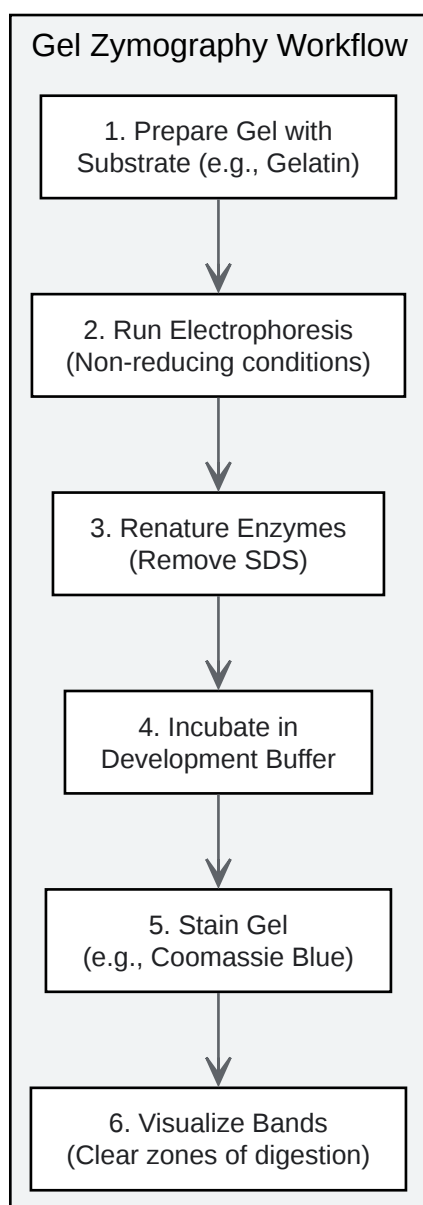 Gel Zymography Workflow
1. Prepare Gel with
Substrate (e.g., Gelatin)
2. Run Electrophoresis
(Non-reducing conditions)
3. Renature Enzymes
(Remove SDS)
4. Incubate in
Development Buffer
5. Stain Gel
(e.g., Coomassie Blue)
6. Visualize Bands
(Clear zones of digestion)